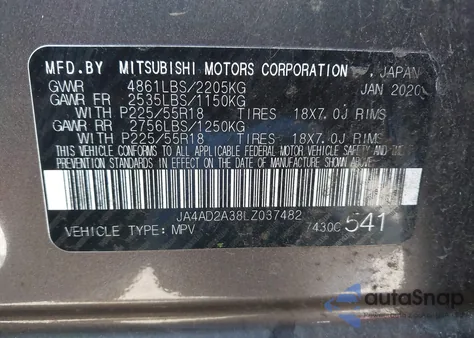 MFD.BY MITSUBISHI MOTORS CORPORATION JAPAN
GVWR 4861LBS/2205KG JAN 2020
GAWR FR 2535LBS/1150KG
WITH P225/55R18 TIRES 18X7.0J RIMS
GAWR RR 2756LBS/1250KG
WITH P225/55R18 TIRES 18X7.0J RIMS
THIS VEHICLE CONFORMS TO ALL APPLICABLE FEDERAL MOTOR VEHICLE
SAFETY, BUMPER AND THEFT PREVENTION STANDARDS IN EFFECT
ON THE DATE OF MANUFACTURE SHOWN ABOVE.
JA4AD2A38LZ037482
VEHICLE TYPE: MPV 541
autoSnap